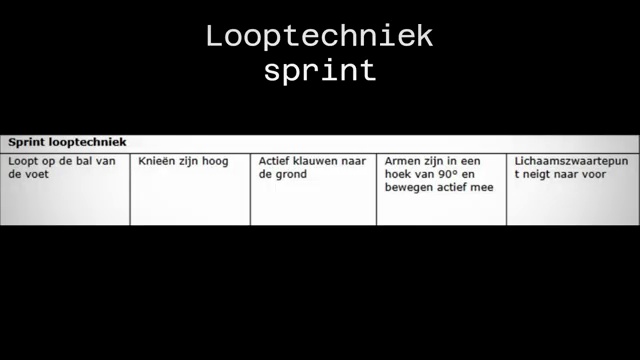 Looptechniek
sprint
Sprint looptechniek
Loopt op de bal van
de voet
Knieën zijn hoog
Actief klauwen naar
de grond
Armen zijn in een
hoek van 90° en
bewegen actief mee
Lichaamszwaartepun
t neigt naar voor